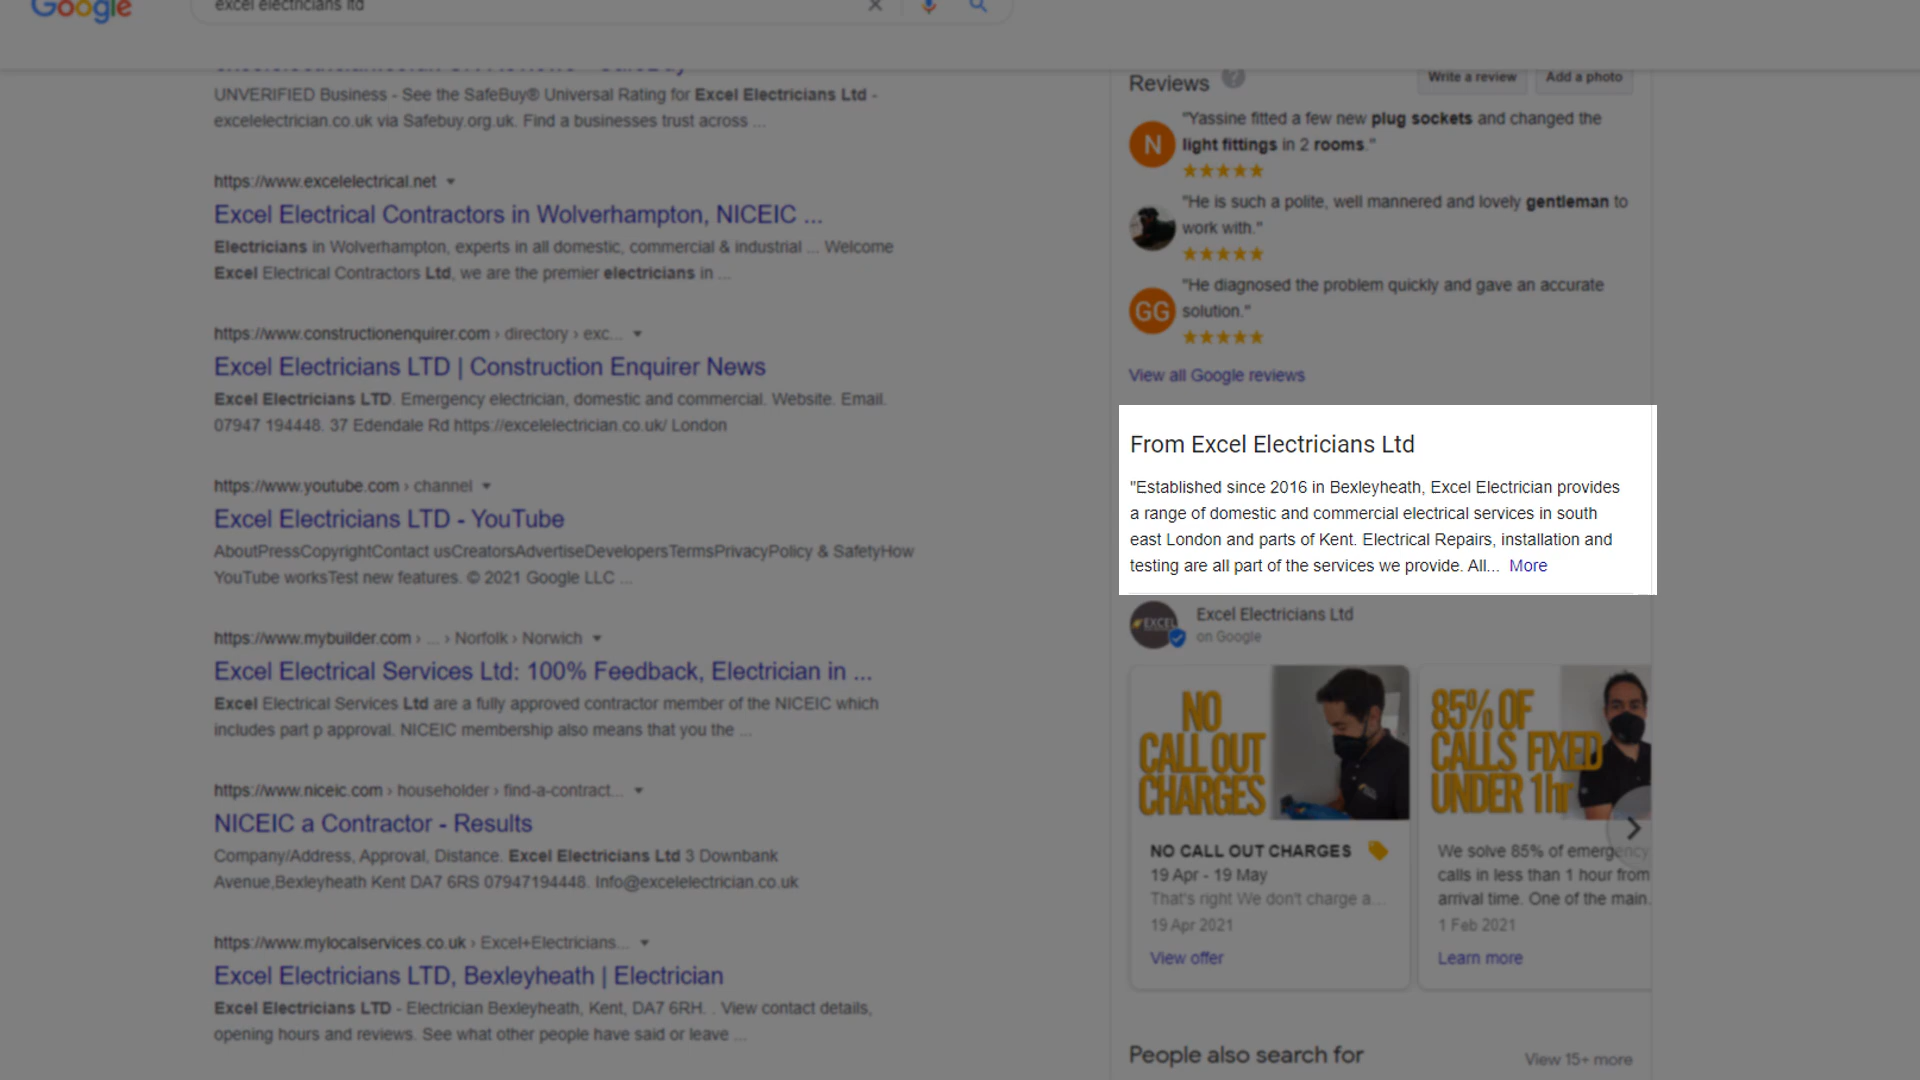 Google
excel electricians ltd
UNVERIFIED Business - See the SafeBuy® Universal Rating for Excel Electricians Ltd -
excelelectrician.co.uk via Safebuy.org.uk. Find a businesses trust across ...
https://www.excelelectrical.net
Excel Electrical Contractors in Wolverhampton, NICEIC ...
Electricians in Wolverhampton, experts in all domestic, commercial & industrial ... Welcome
Excel Electrical Contractors Ltd, we are the premier electricians in ...
https://www.constructionenquirer.com › directory › exc...
Excel Electricians LTD | Construction Enquirer News
Excel Electricians LTD. Emergency electrician, domestic and commercial. Website. Email.
07947 194448. 37 Edendale Rd https://excelelectrician.co.uk/ London
https://www.youtube.com › channel
Excel Electricians LTD - YouTube
AboutPressCopyrightContact usCreatorsAdvertiseDevelopersTermsPrivacyPolicy & SafetyHow
YouTube worksTest new features. © 2021 Google LLC ...
https://www.mybuilder.com › ... › Norfolk › Norwich
Excel Electrical Services Ltd: 100% Feedback, Electrician in ...
Excel Electrical Services Ltd are a fully approved contractor member of the NICEIC which
includes part p approval. NICEIC membership also means that you the ...
https://www.niceic.com › householder › find-a-contract...
NICEIC a Contractor - Results
Company/Address, Approval, Distance. Excel Electricians Ltd 3 Downbank
Avenue,Bexleyheath Kent DA7 6RS 07947194448. Info@excelelectrician.co.uk
https://www.mylocalservices.co.uk › Excel+Electricians...
Excel Electricians LTD, Bexleyheath | Electrician
Excel Electricians LTD - Electrician Bexleyheath, Kent, DA7 6RH. . View contact details,
opening hours and reviews. See what other people have said or leave ...
Reviews ?
Write a review
Add a photo
N
"Yassine fitted a few new plug sockets and changed the
light fittings in 2 rooms."
"He is such a polite, well mannered and lovely gentleman to
work with."
GG
"He diagnosed the problem quickly and gave an accurate
solution."
View all Google reviews
From Excel Electricians Ltd
"Established since 2016 in Bexleyheath, Excel Electrician provides
a range of domestic and commercial electrical services in south
east London and parts of Kent. Electrical Repairs, installation and
testing are all part of the services we provide. All... More
EXCEL
Excel Electricians Ltd
on Google
NO
CALL OUT
CHARGES
NO CALL OUT CHARGES
19 Apr - 19 May
That's right We don't charge a...
19 Apr 2021
View offer
85% OF
CALLS FIXED
UNDER 1hr
We solve 85% of emergency
calls in less than 1 hour from
arrival time. One of the main
1 Feb 2021
Learn more
People also search for
View 15+ more